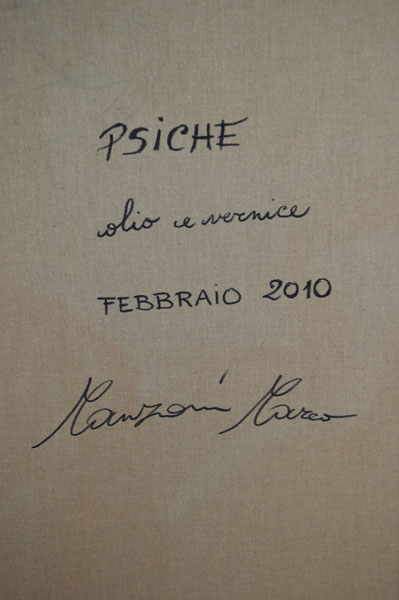 PSiCHE
olio e vernice
FEBBRAiO 2010
Manzoni Marco